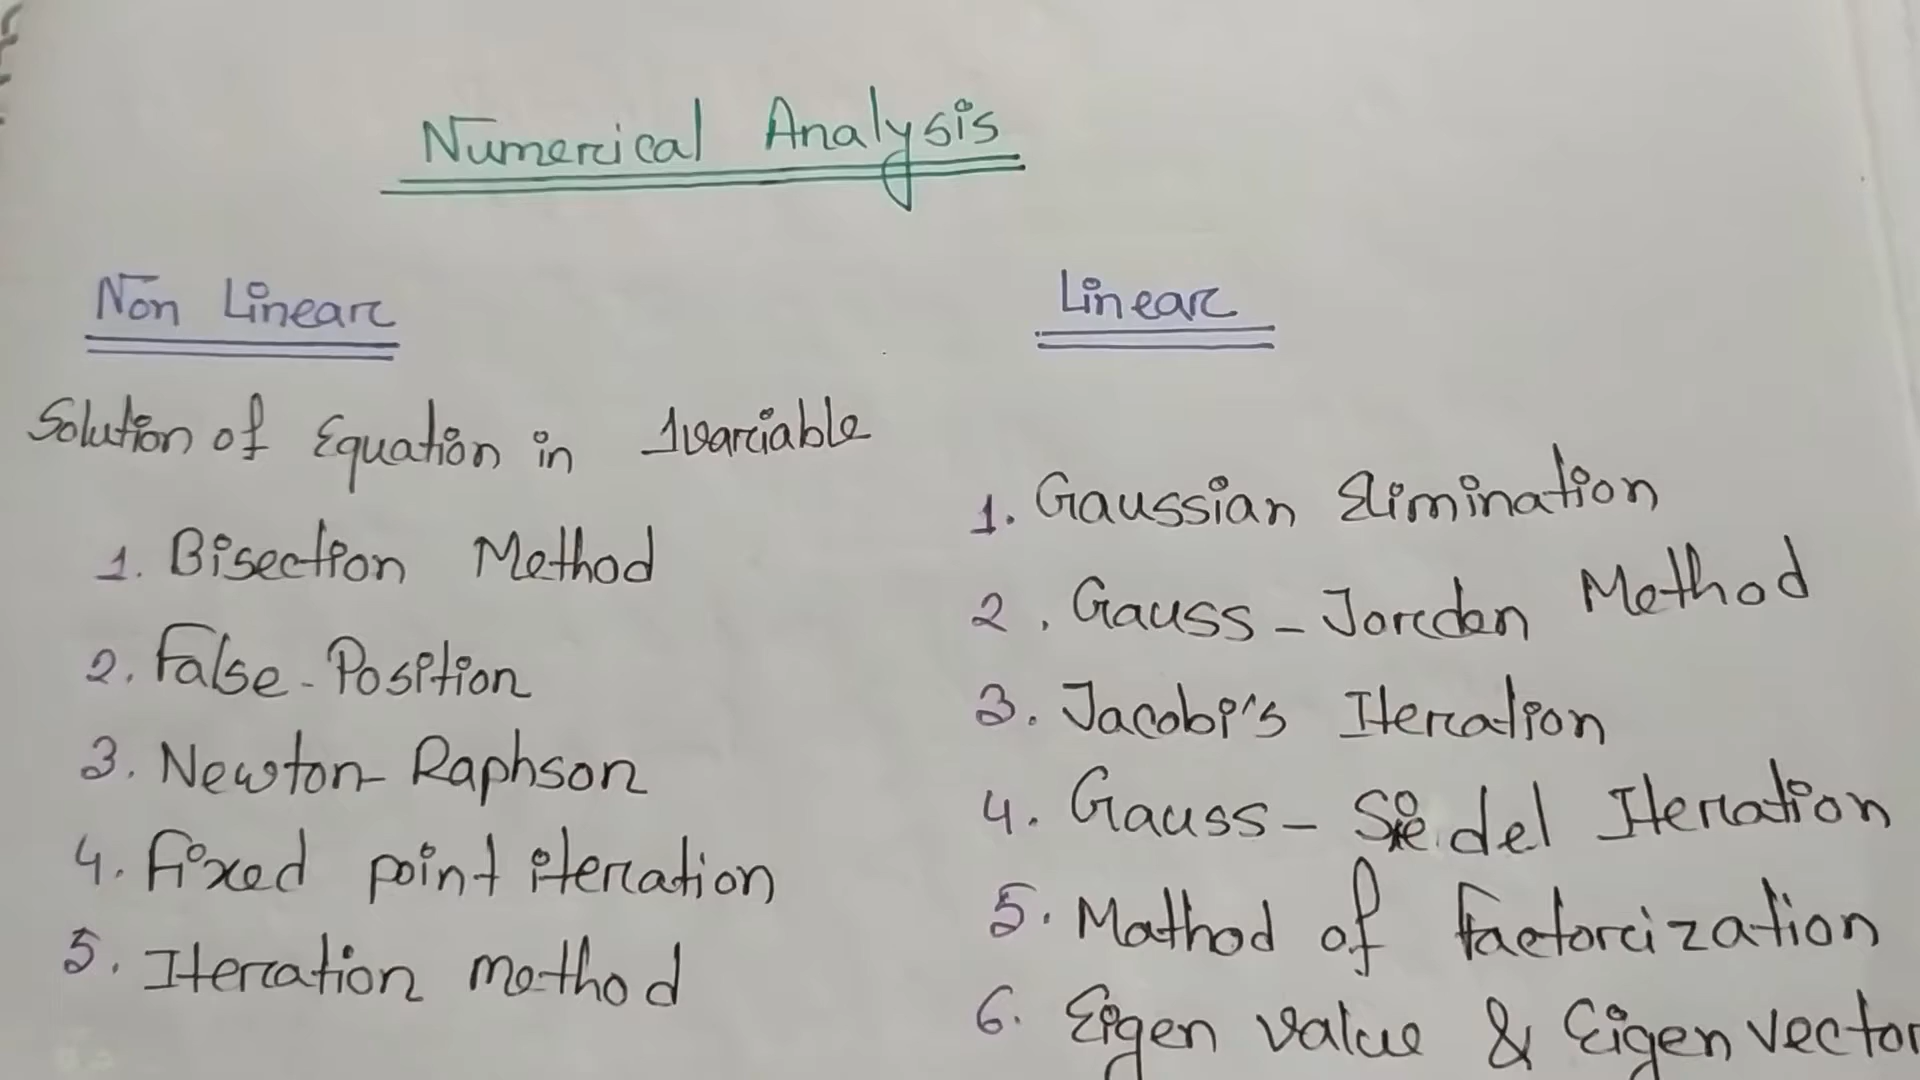 Numerical Analysis
Non Linear
Solution of Equation in 1variable
1. Bisection Method
2. False-Position
3. Newton-Raphson
4. Fixed point iteration
5. Iteration method
Linear
1. Gaussian Elimination
2. Gauss-Jordan Method
3. Jacobi's Iteration
4. Gauss-Seidel Iteration
5. Mathod of factorization
6. Eigen value & Eigen vector